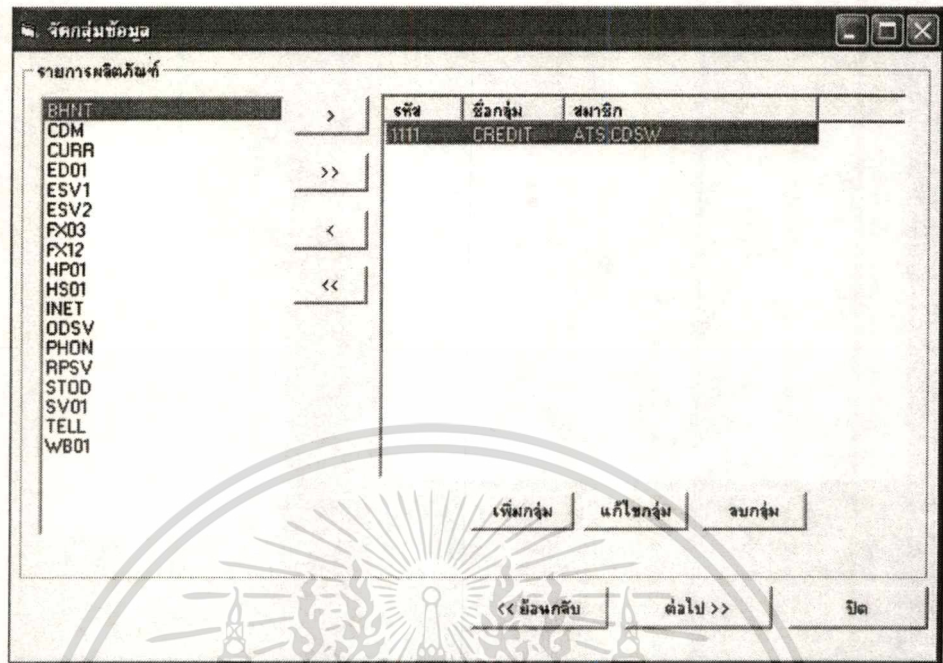 จัดกลุ่มข้อมูล
รายการผลิตภัณฑ์
BHNT
CDM
CURR
ED01
ESV1
ESV2
FX03
FX12
HP01
HS01
INET
ODSV
PHON
RPSV
STOD
SV01
TELL
WB01
>
>>
<
<<
รหัส ชื่อกลุ่ม สมาชิก
1111 CREDIT ATS,CDSW
เพิ่มกลุ่ม แก้ไขกลุ่ม ลบกลุ่ม
<< ย้อนกลับ ต่อไป >> ปิด